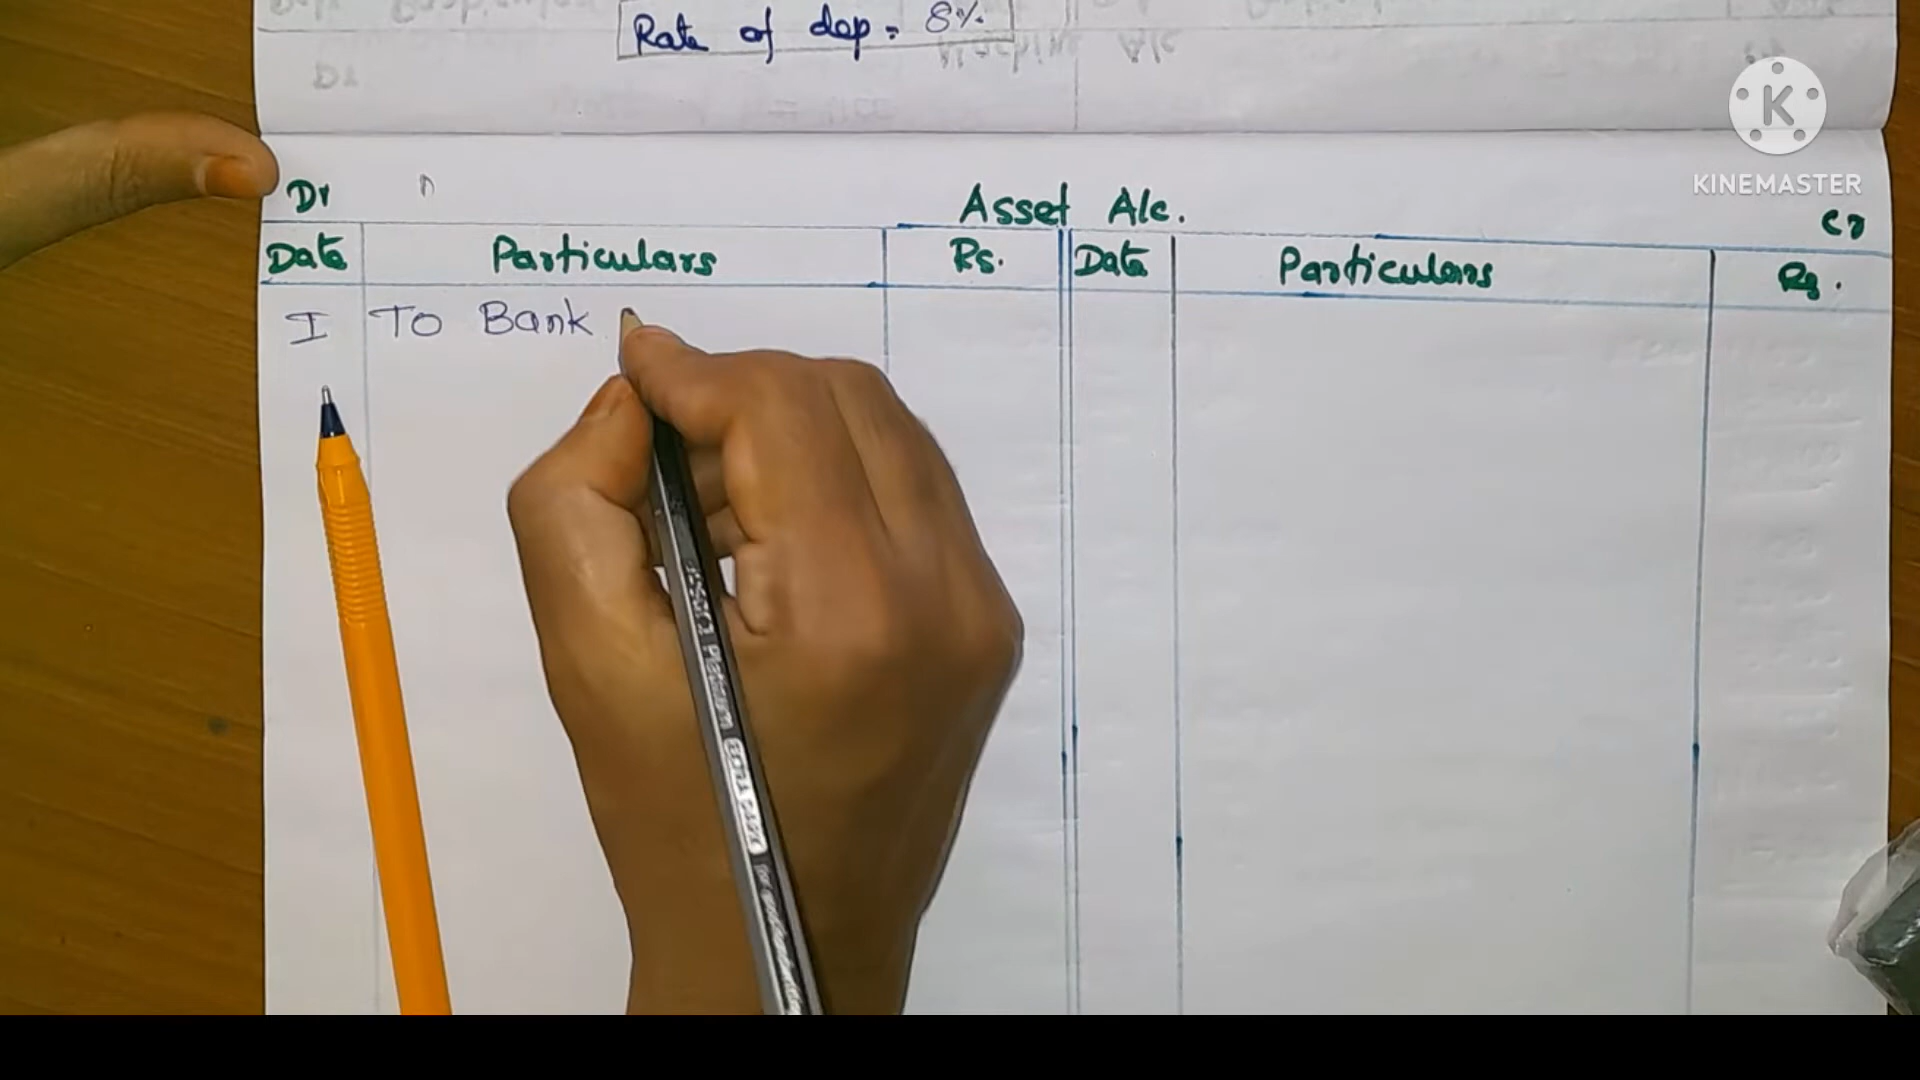 Rate of dep = 8%
K
KINEMASTER
Dr Asset A/c. Cr
Date Particulars Rs. Date Particulars Rs.
I To Bank